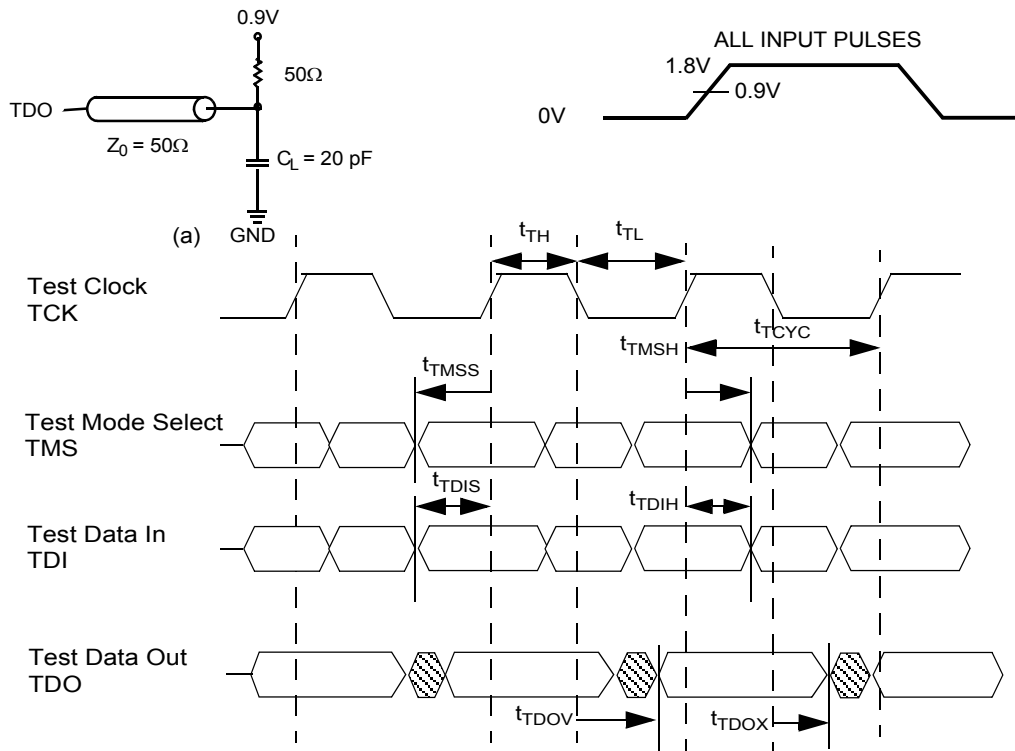 0.9V
50Ω
TDO
Z0 = 50Ω
CL = 20 pF
(a) GND
ALL INPUT PULSES
1.8V
0.9V
0V
tTH
tTL
Test Clock
TCK
tTMSH
tTCYC
tTMSS
Test Mode Select
TMS
tTDIS
tTDIH
Test Data In
TDI
Test Data Out
TDO
tTDOV
tTDOX